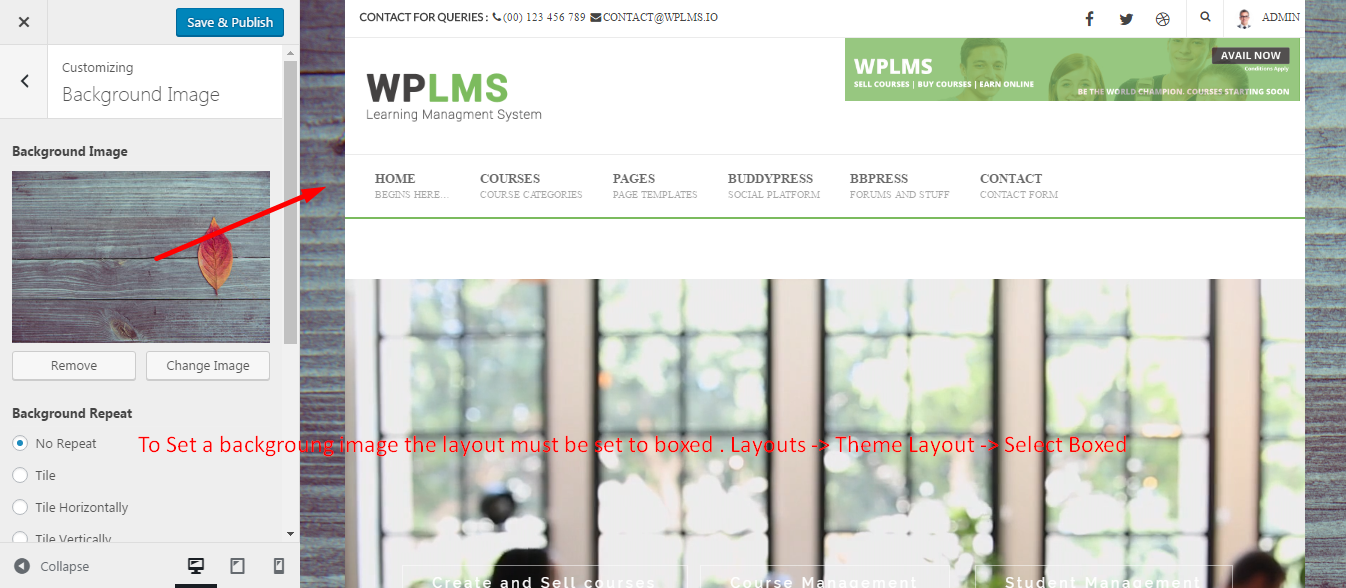 Save & Publish
Customizing
Background Image
Background Image
Remove
Change Image
Background Repeat
No Repeat
Tile
Tile Horizontally
Tile Vertically
Collapse
CONTACT FOR QUERIES : (00) 123 456 789 CONTACT@WPLMS.IO
ADMIN
WPLMS
Learning Managment System
WPLMS
SELL COURSES | BUY COURSES | EARN ONLINE
AVAIL NOW
Conditions Apply
BE THE WORLD CHAMPION. COURSES STARTING SOON
HOME COURSES PAGES BUDDYPRESS BBPRESS CONTACT
BEGINS HERE... COURSE CATEGORIES PAGE TEMPLATES SOCIAL PLATFORM FORUMS AND STUFF CONTACT FORM
To Set a backgroung image the layout must be set to boxed . Layouts -> Theme Layout -> Select Boxed
Create and Sell courses Course Management Student Management